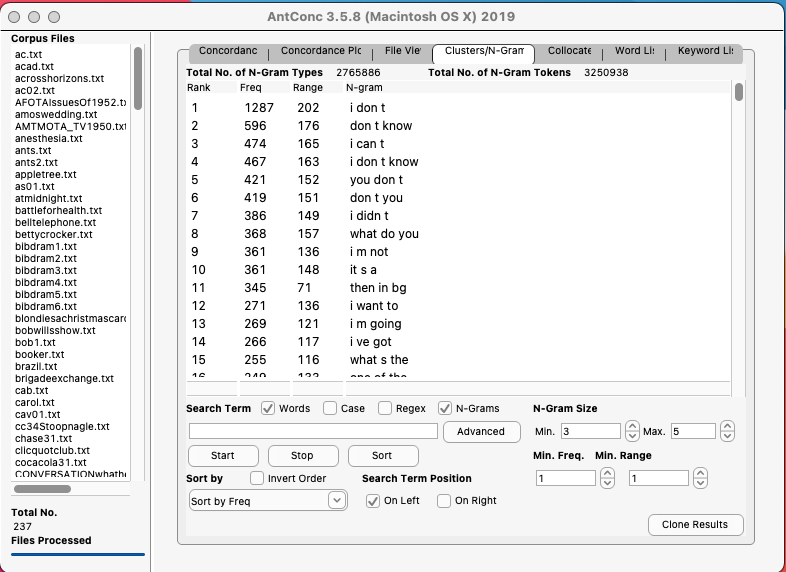 AntConc 3.5.8 (Macintosh OS X) 2019
Corpus Files
ac.txt
acad.txt
acrosshorizons.txt
ac02.txt
AFOTAIssuesOf1952.tx
amoswedding.txt
AMTMOTA_TV1950.txt
anesthesia.txt
ants.txt
ants2.txt
appletree.txt
as01.txt
atmidnight.txt
battleforhealth.txt
belltelephone.txt
bettycrocker.txt
bibdram1.txt
bibdram2.txt
bibdram3.txt
bibdram4.txt
bibdram5.txt
bibdram6.txt
blondiesachristmascard
bobwillsshow.txt
bob1.txt
booker.txt
brazil.txt
brigadeexchange.txt
cab.txt
carol.txt
cav01.txt
cc34Stoopnagle.txt
chase31.txt
clicquotclub.txt
cocacola31.txt
CONVERSATIONwhathe
Total No.
237
Files Processed
Concordanc Concordance Plo File Viev Clusters/N-Gram Collocate Word Lis Keyword Lis
Total No. of N-Gram Types 2765886 Total No. of N-Gram Tokens 3250938
Rank Freq Range N-gram
1 1287 202 i don t
2 596 176 don t know
3 474 165 i can t
4 467 163 i don t know
5 421 152 you don t
6 419 151 don t you
7 386 149 i didn t
8 368 157 what do you
9 361 136 i m not
10 361 148 it s a
11 345 71 then in bg
12 271 136 i want to
13 269 121 i m going
14 266 117 i ve got
15 255 116 what s the
16 249 133 one of the
Search Term Words Case Regex N-Grams N-Gram Size
Advanced Min. 3 Max. 5
Start Stop Sort Min. Freq. Min. Range
Sort by Invert Order Search Term Position 1 1
Sort by Freq On Left On Right
Clone Results